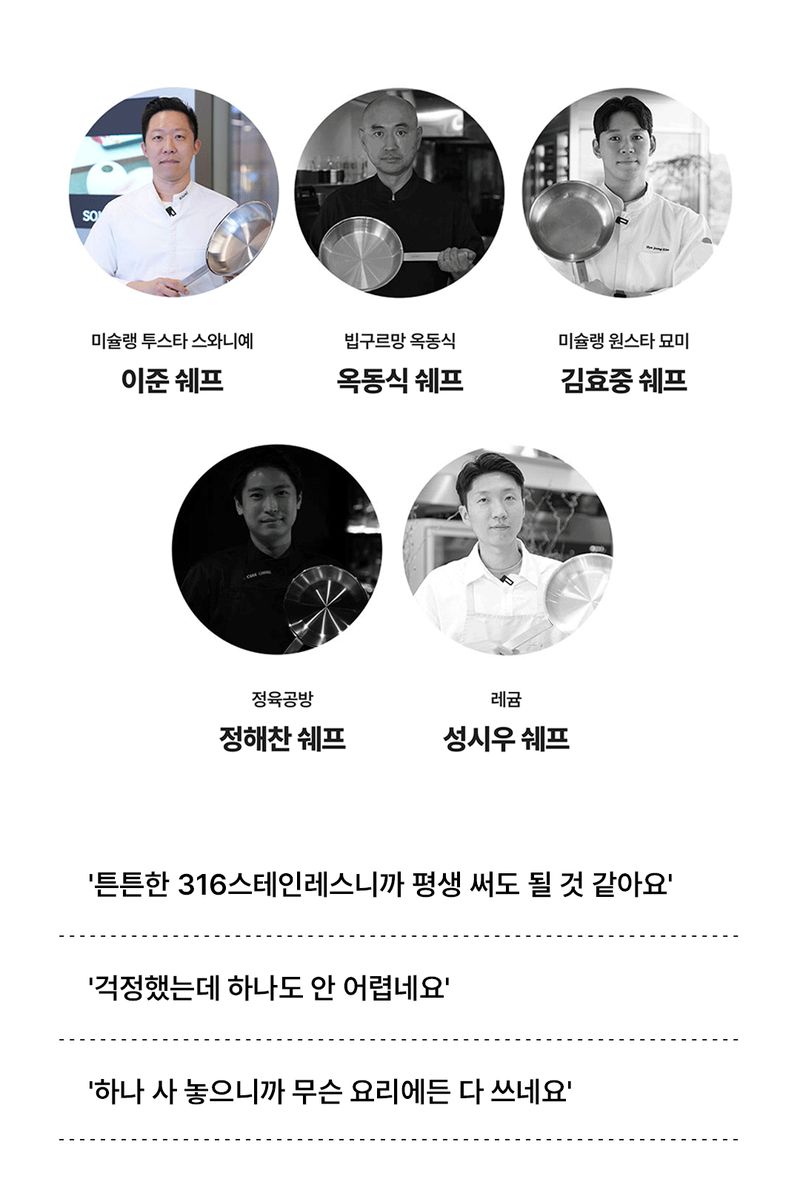 SOI
미슐랭 투스타 스와니예
이준 쉐프
빕구르망 옥동식
옥동식 쉐프
미슐랭 원스타 묘미
김효중 쉐프
정육공방
정해찬 쉐프
레귬
성시우 쉐프
'튼튼한 316스테인레스니까 평생 써도 될 것 같아요'
'걱정했는데 하나도 안 어렵네요'
'하나 사 놓으니까 무슨 요리에든 다 쓰네요'